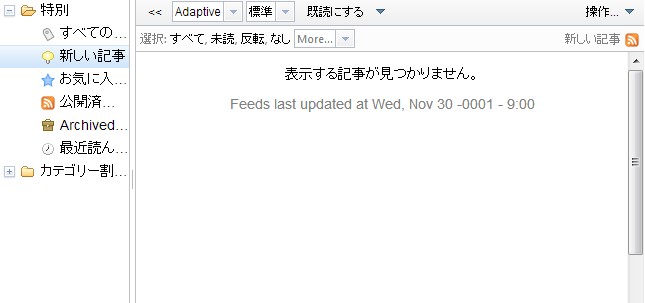 特別
すべての...
新しい記事
お気に入...
公開済...
Archived...
最近読ん...
カテゴリー割...
<< Adaptive 標準 既読にする 操作...
選択: すべて, 未読, 反転, なし More... 新しい記事
表示する記事が見つかりません。
Feeds last updated at Wed, Nov 30 -0001 - 9:00